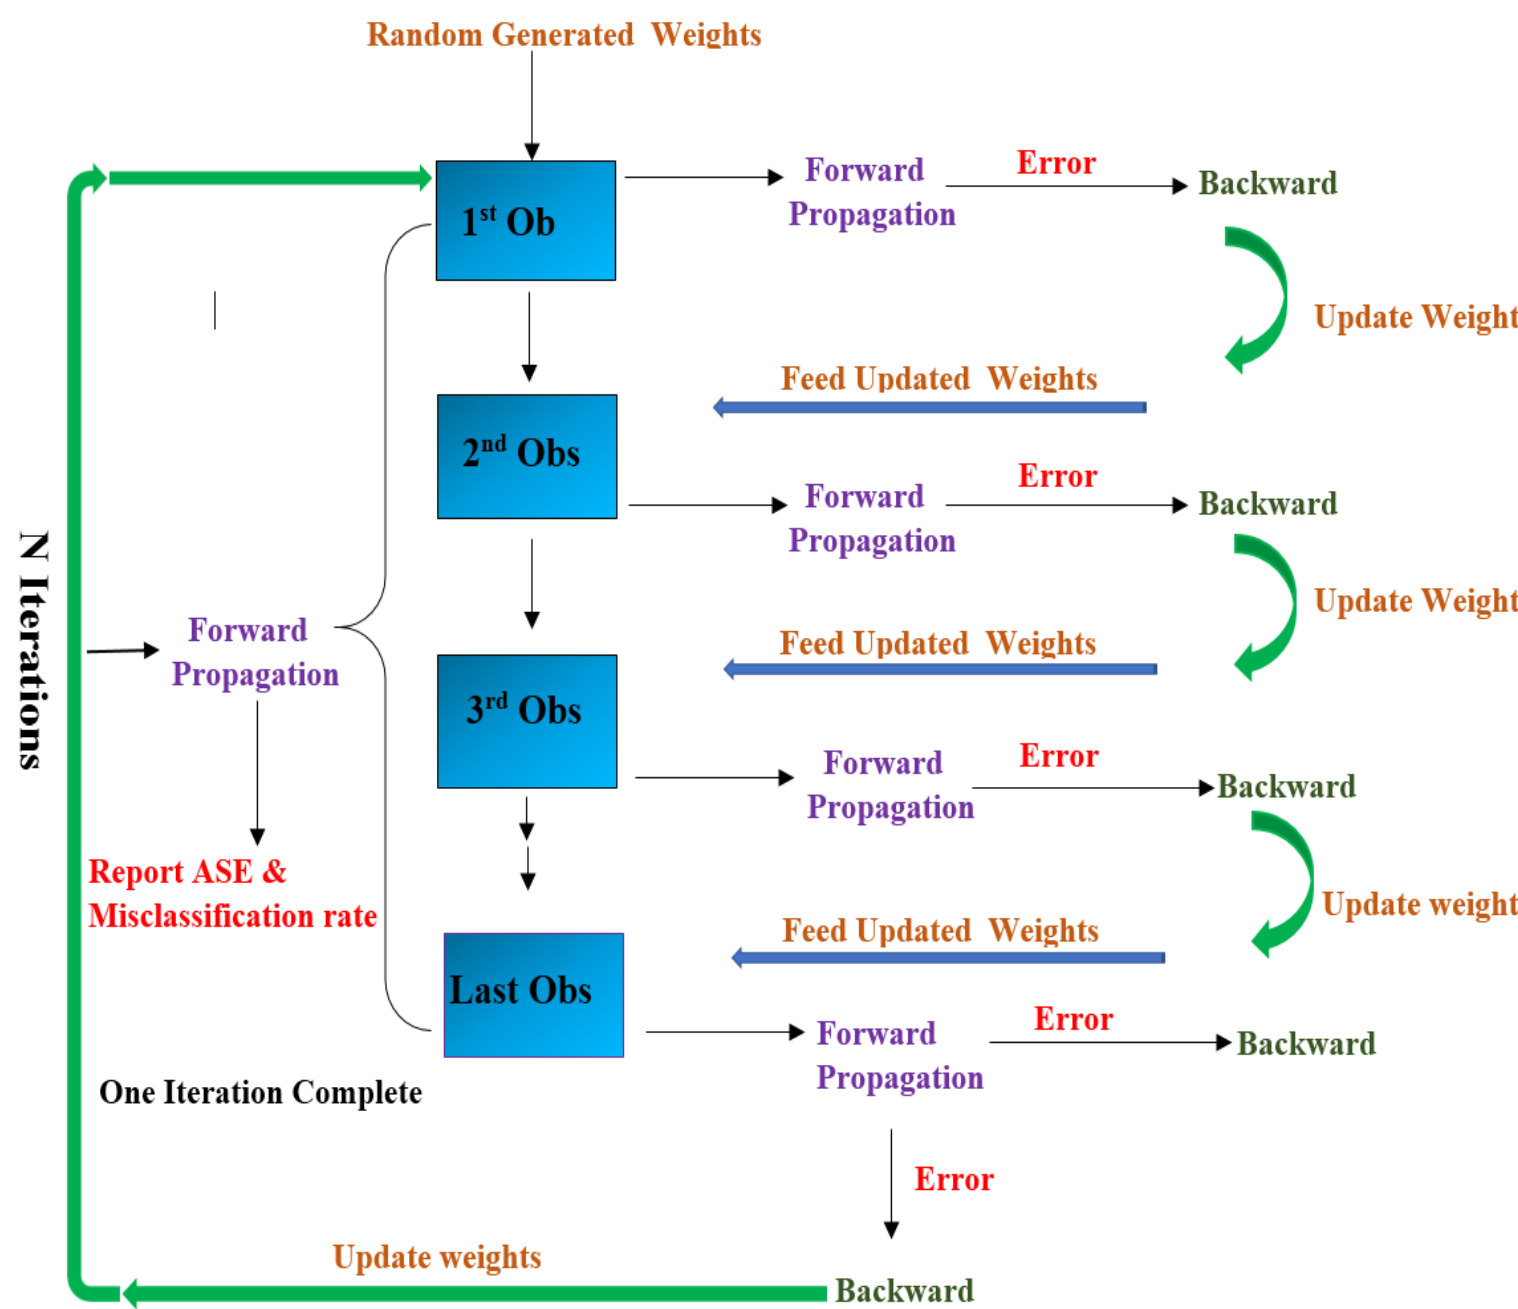 Random Generated Weights
1st Ob
Forward
Propagation
Error
Backward
Update Weight
Feed Updated Weights
2nd Obs
Forward
Propagation
Error
Backward
Update Weight
Feed Updated Weights
N Iterations
Forward
Propagation
3rd Obs
Forward
Propagation
Error
Backward
Update weight
Report ASE &
Misclassification rate
Feed Updated Weights
Last Obs
Forward
Propagation
Error
Backward
One Iteration Complete
Error
Update weights
Backward